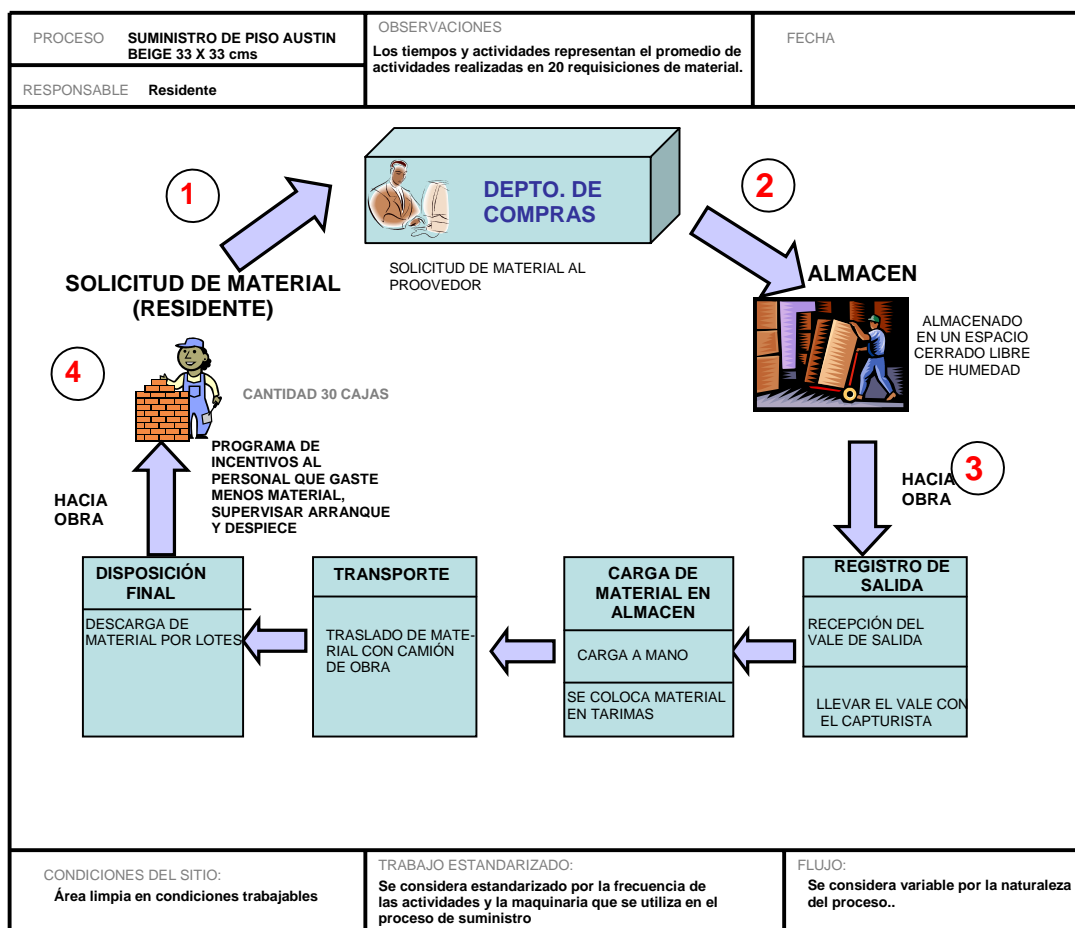 PROCESO
SUMINISTRO DE PISO AUSTIN
BEIGE 33 X 33 cms
RESPONSABLE Residente
OBSERVACIONES
Los tiempos y actividades representan el promedio de
actividades realizadas en 20 requisiciones de material.
FECHA
1
DEPTO. DE
COMPRAS
2
SOLICITUD DE MATERIAL AL
PROOVEDOR
SOLICITUD DE MATERIAL
(RESIDENTE)
ALMACEN
ALMACENADO
EN UN ESPACIO
CERRADO LIBRE
DE HUMEDAD
4
CANTIDAD 30 CAJAS
PROGRAMA DE
INCENTIVOS AL
PERSONAL QUE GASTE
MENOS MATERIAL,
SUPERVISAR ARRANQUE
Y DESPIECE
HACIA
OBRA
HACIA
OBRA
3
DISPOSICIÓN
FINAL
DESCARGA DE
MATERIAL POR LOTES
TRANSPORTE
TRASLADO DE MATE-
RIAL CON CAMIÓN
DE OBRA
CARGA DE
MATERIAL EN
ALMACEN
CARGA A MANO
SE COLOCA MATERIAL
EN TARIMAS
REGISTRO DE
SALIDA
RECEPCIÓN DEL
VALE DE SALIDA
LLEVAR EL VALE CON
EL CAPTURISTA
CONDICIONES DEL SITIO:
Área limpia en condiciones trabajables
TRABAJO ESTANDARIZADO:
Se considera estandarizado por la frecuencia de
las actividades y la maquinaria que se utiliza en el
proceso de suministro
FLUJO:
Se considera variable por la naturaleza
del proceso..